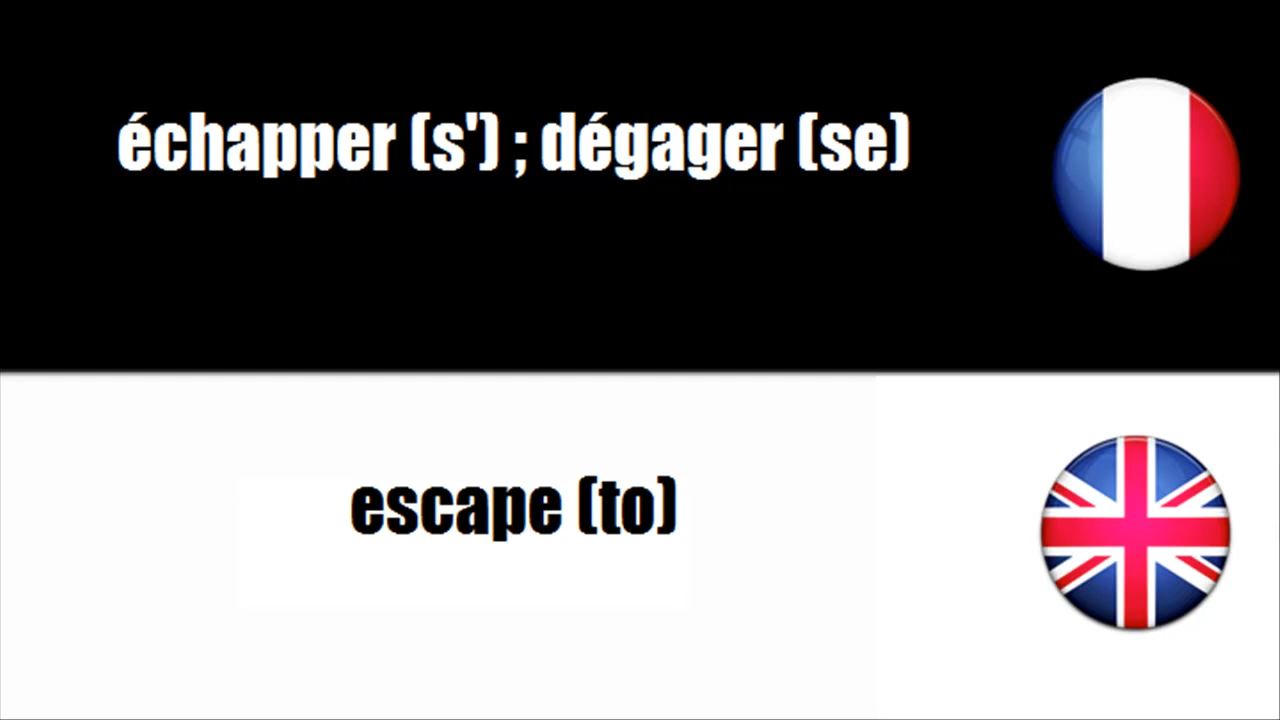 échapper (s') ; dégager (se)
escape (to)